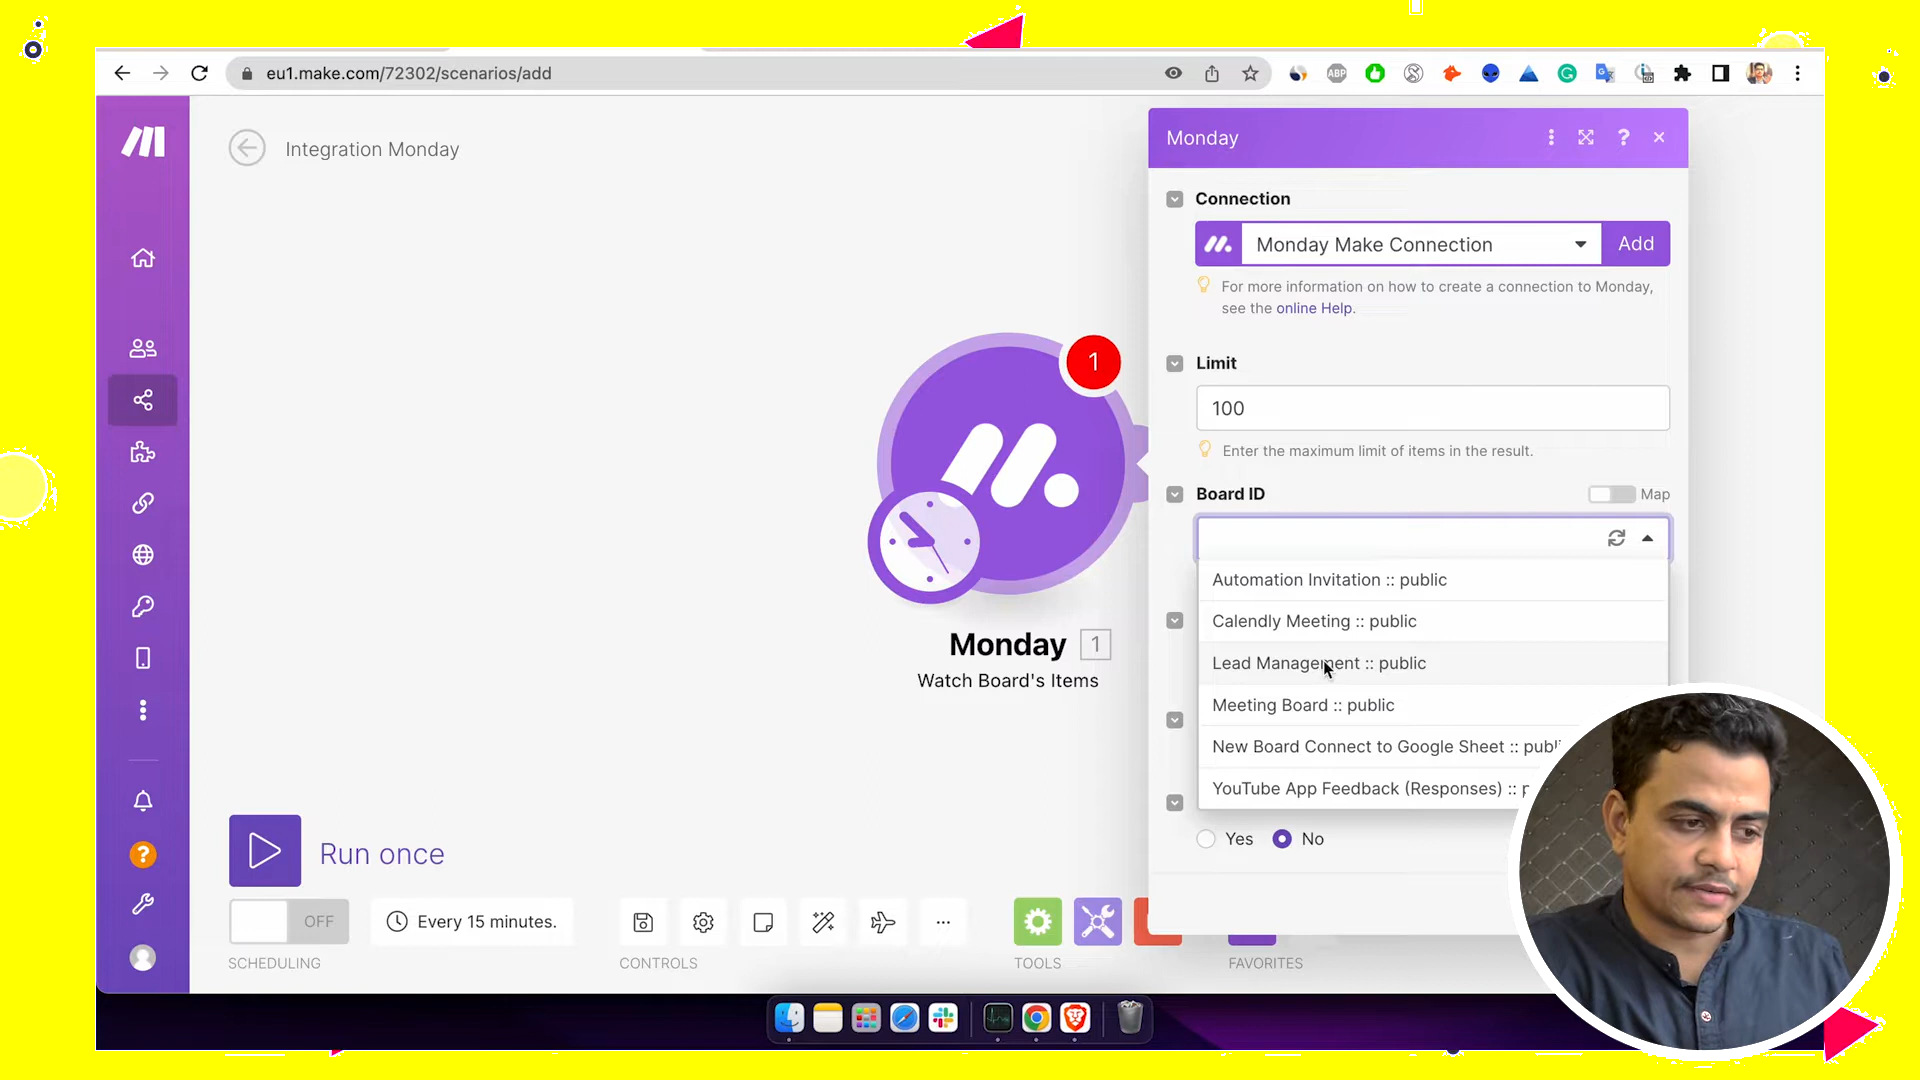 eu1.make.com/72302/scenarios/add
ABP
Integration Monday
Monday
Connection
Monday Make Connection
Add
For more information on how to create a connection to Monday,
see the online Help.
Limit
100
Enter the maximum limit of items in the result.
Board ID
Map
Automation Invitation :: public
Calendly Meeting :: public
Lead Management :: public
Meeting Board :: public
New Board Connect to Google Sheet ::
YouTube App Feedback (Responses) ::
Yes
No
1
Monday 1
Watch Board's Items
Run once
OFF
Every 15 minutes.
SCHEDULING
CONTROLS
TOOLS
FAVORITES